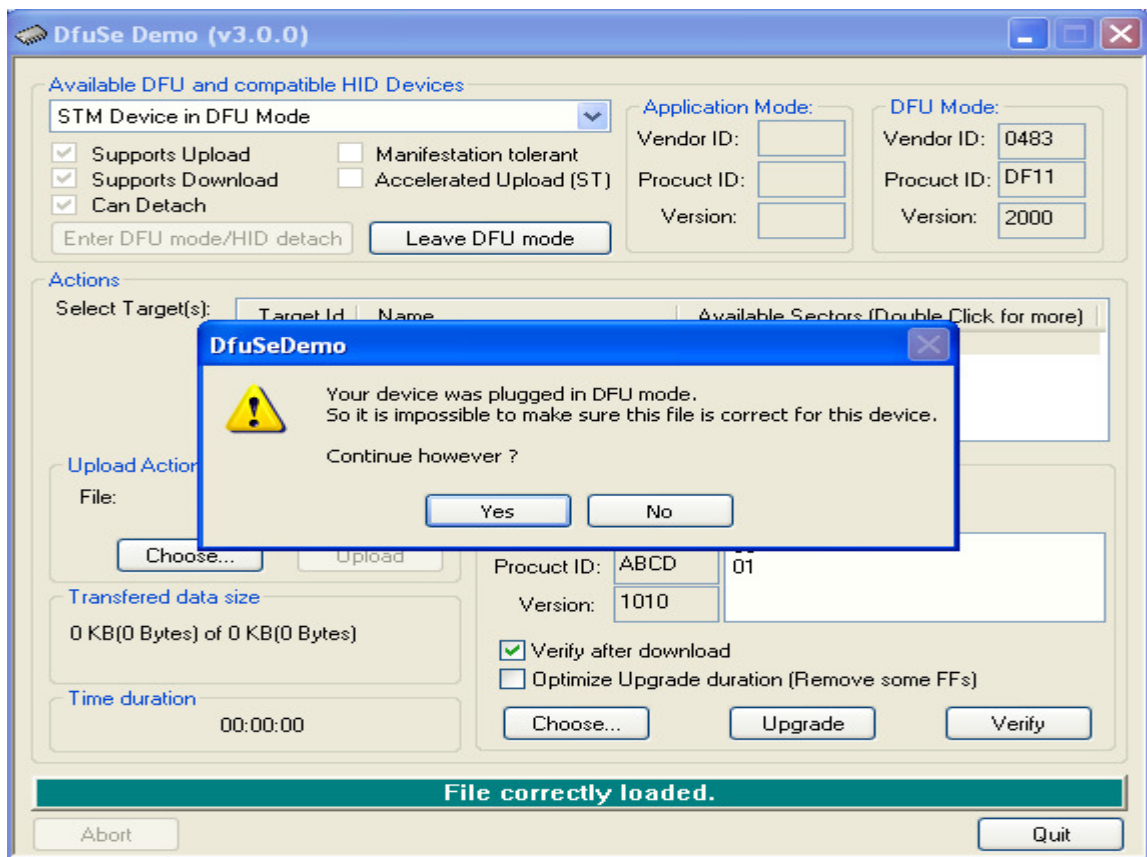 DfuSe Demo (v3.0.0)
Available DFU and compatible HID Devices
STM Device in DFU Mode
Supports Upload
Manifestation tolerant
Supports Download
Accelerated Upload (ST)
Can Detach
Enter DFU mode/HID detach
Leave DFU mode
Application Mode:
Vendor ID:
Procuct ID:
Version:
DFU Mode:
Vendor ID: 0483
Procuct ID: DF11
Version: 2000
Actions
Select Target(s):
Target Id
Name
Available Sectors (Double Click for more)
DfuSeDemo
Your device was plugged in DFU mode.
So it is impossible to make sure this file is correct for this device.
Continue however ?
Yes
No
Upload Action
File:
Choose...
Upload
Procuct ID: ABCD
01
Version: 1010
Transfered data size
0 KB(0 Bytes) of 0 KB(0 Bytes)
Verify after download
Optimize Upgrade duration (Remove some FFs)
Time duration
00:00:00
Choose...
Upgrade
Verify
File correctly loaded.
Abort
Quit